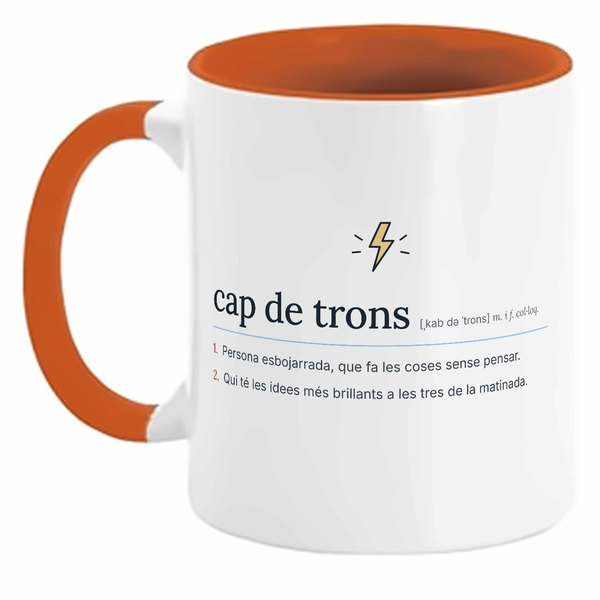 cap de trons [ˌkab də 'trons] m. i f. col·loq.
1. Persona esbojarrada, que fa les coses sense pensar.
2. Qui té les idees més brillants a les tres de la matinada.